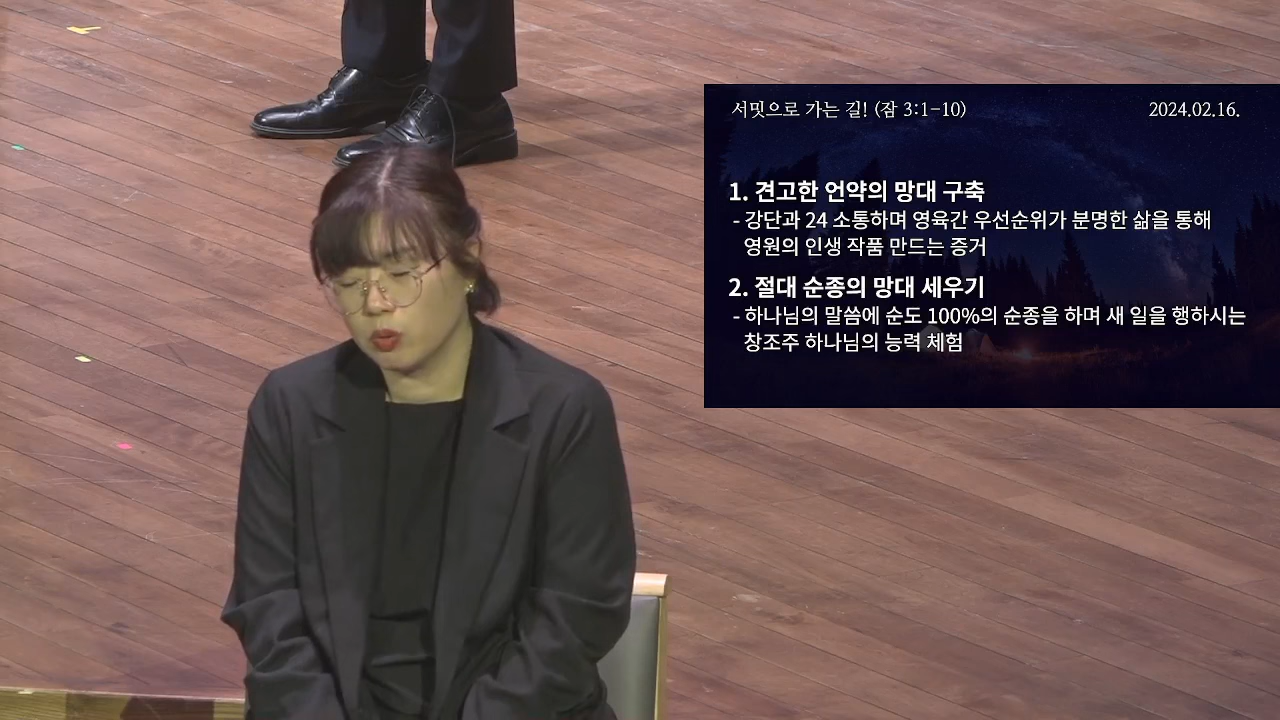 서밋으로 가는 길! (잠 3:1-10)
2024.02.16.
1. 견고한 언약의 망대 구축
- 강단과 24 소통하며 영육간 우선순위가 분명한 삶을 통해
영원의 인생 작품 만드는 증거
2. 절대 순종의 망대 세우기
- 하나님의 말씀에 순도 100%의 순종을 하며 새 일을 행하시는
창조주 하나님의 능력 체험